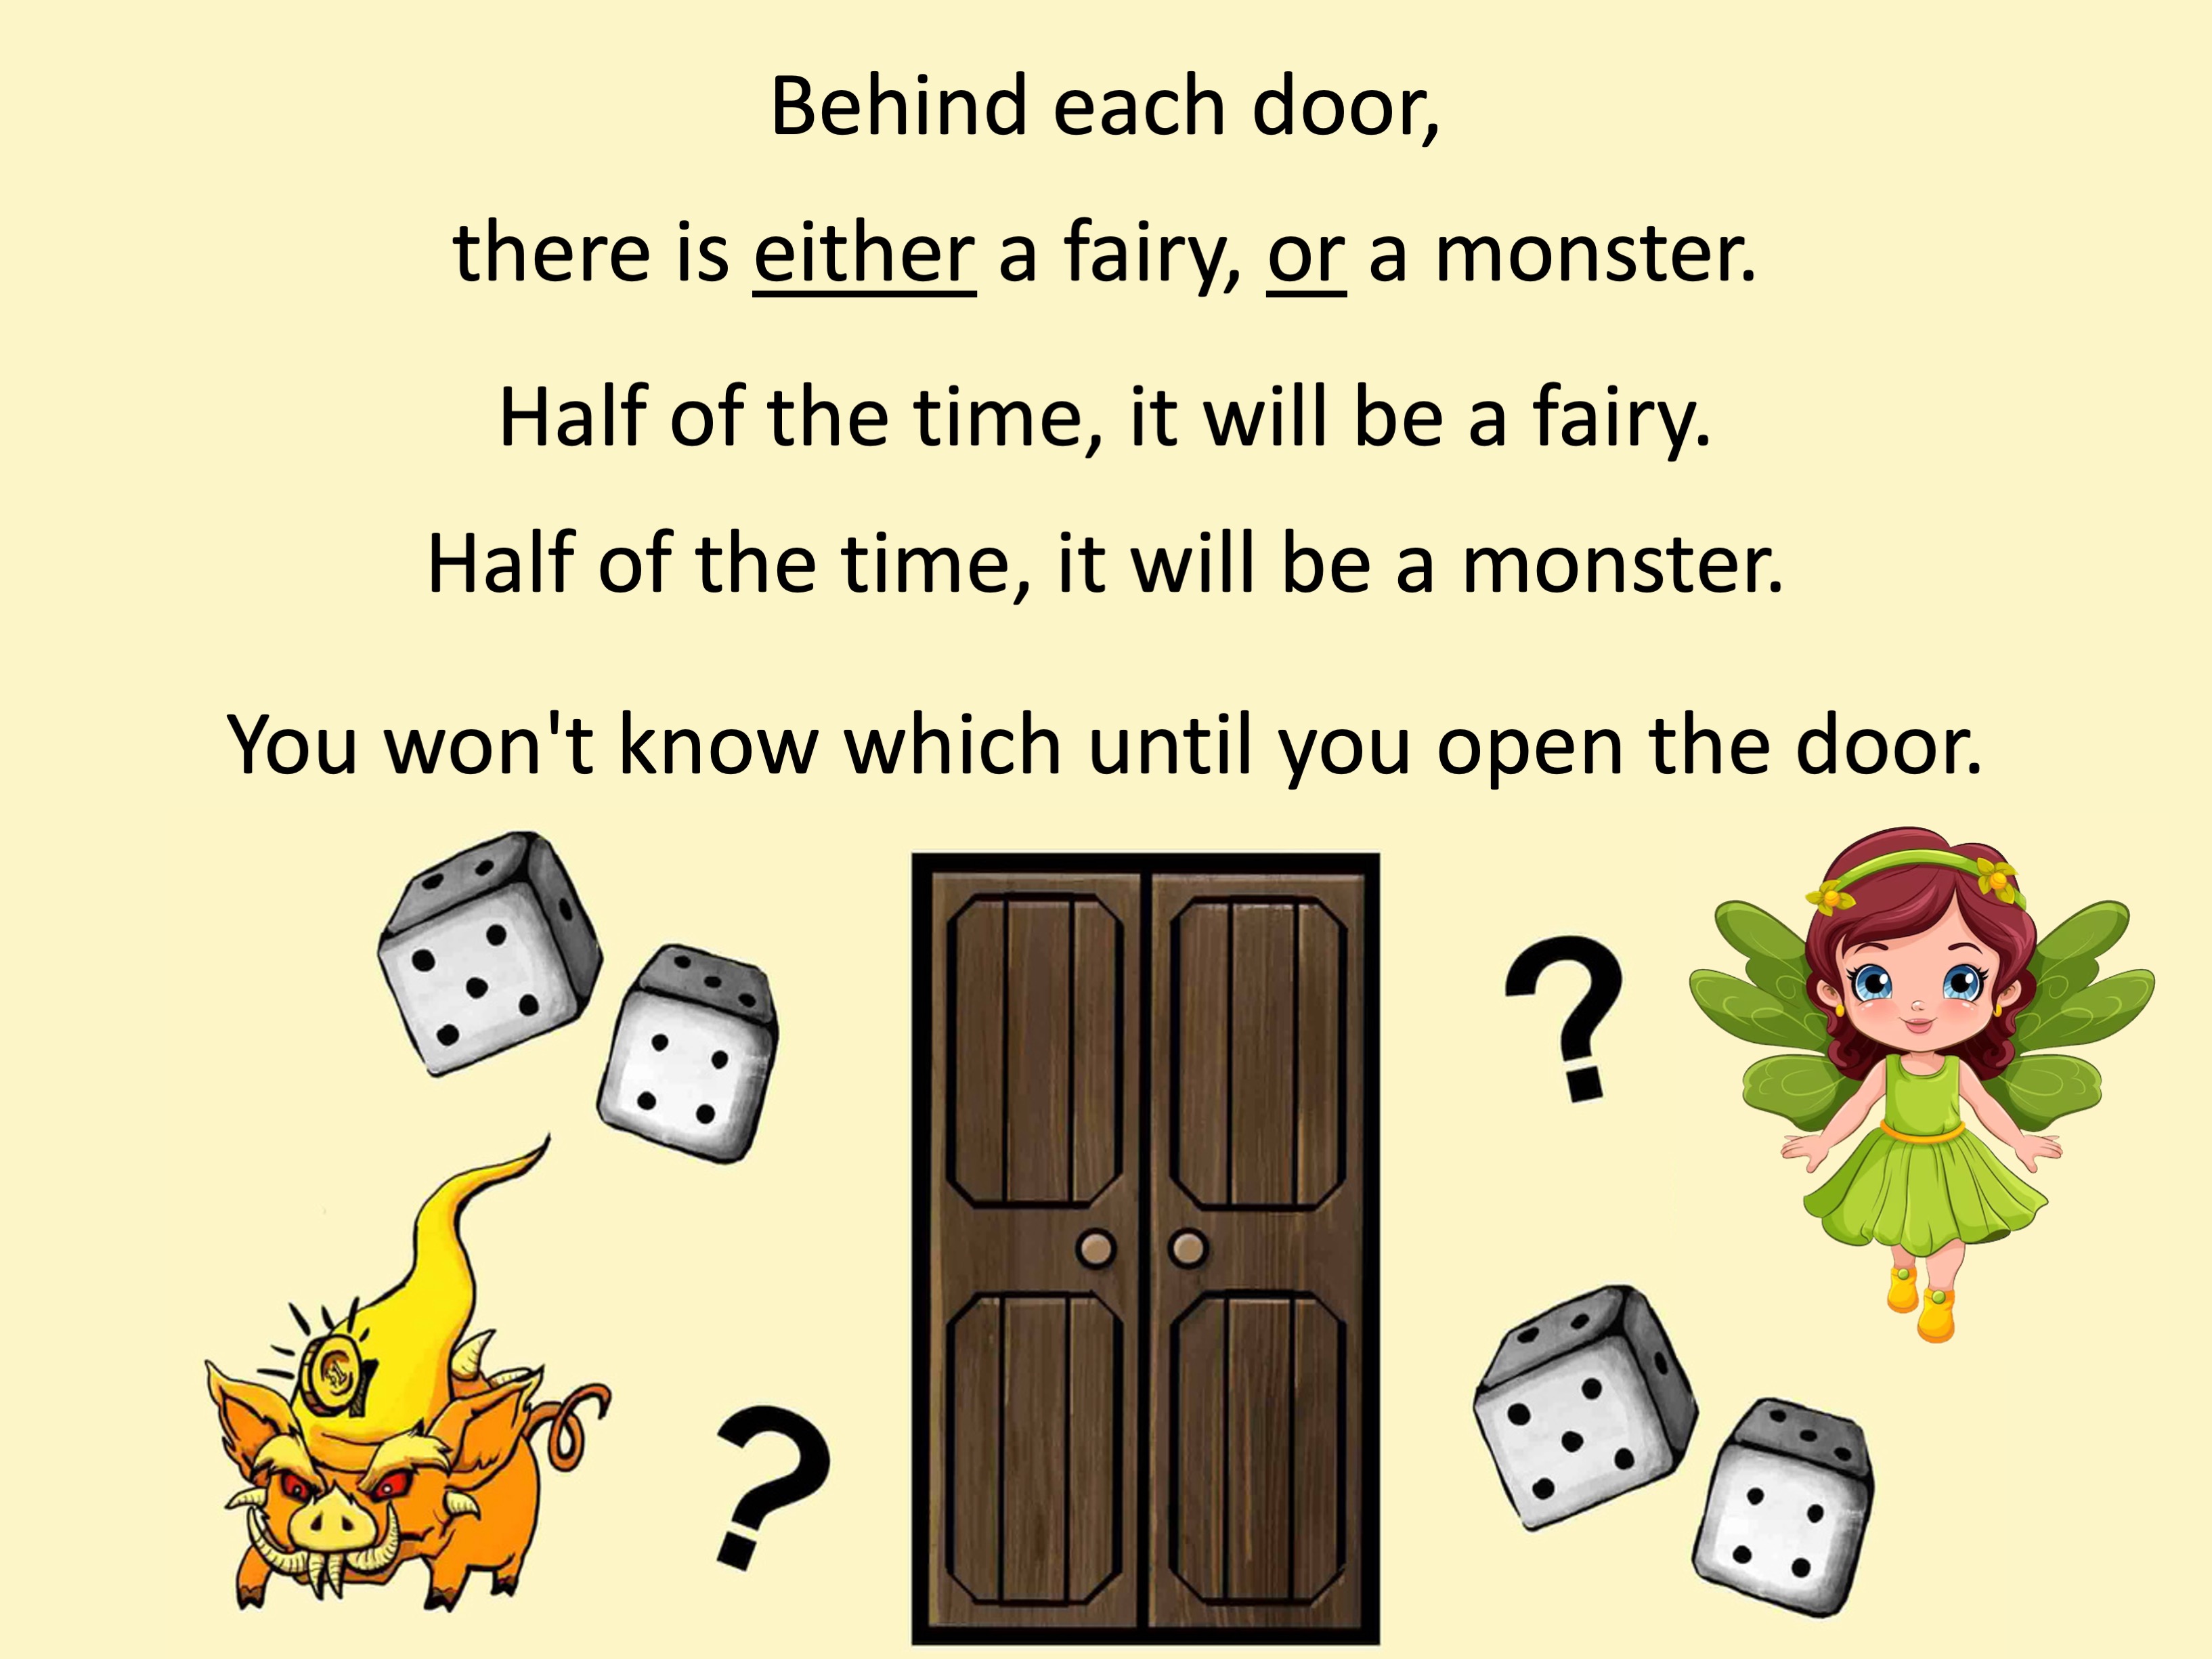 Behind each door,
there is either a fairy, or a monster.
Half of the time, it will be a fairy.
Half of the time, it will be a monster.
You won't know which until you open the door.
?
?